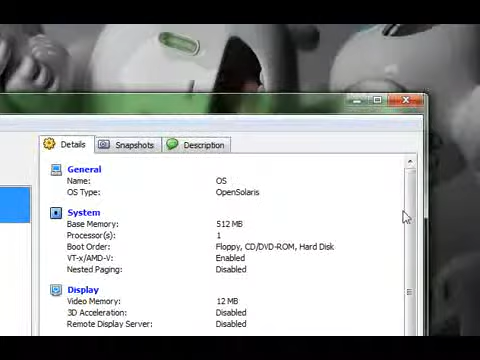 Details Snapshots Description
General
Name: OS
OS Type: OpenSolaris
System
Base Memory: 512 MB
Processor(s): 1
Boot Order: Floppy, CD/DVD-ROM, Hard Disk
VT-x/AMD-V: Enabled
Nested Paging: Disabled
Display
Video Memory: 12 MB
3D Acceleration: Disabled
Remote Display Server: Disabled